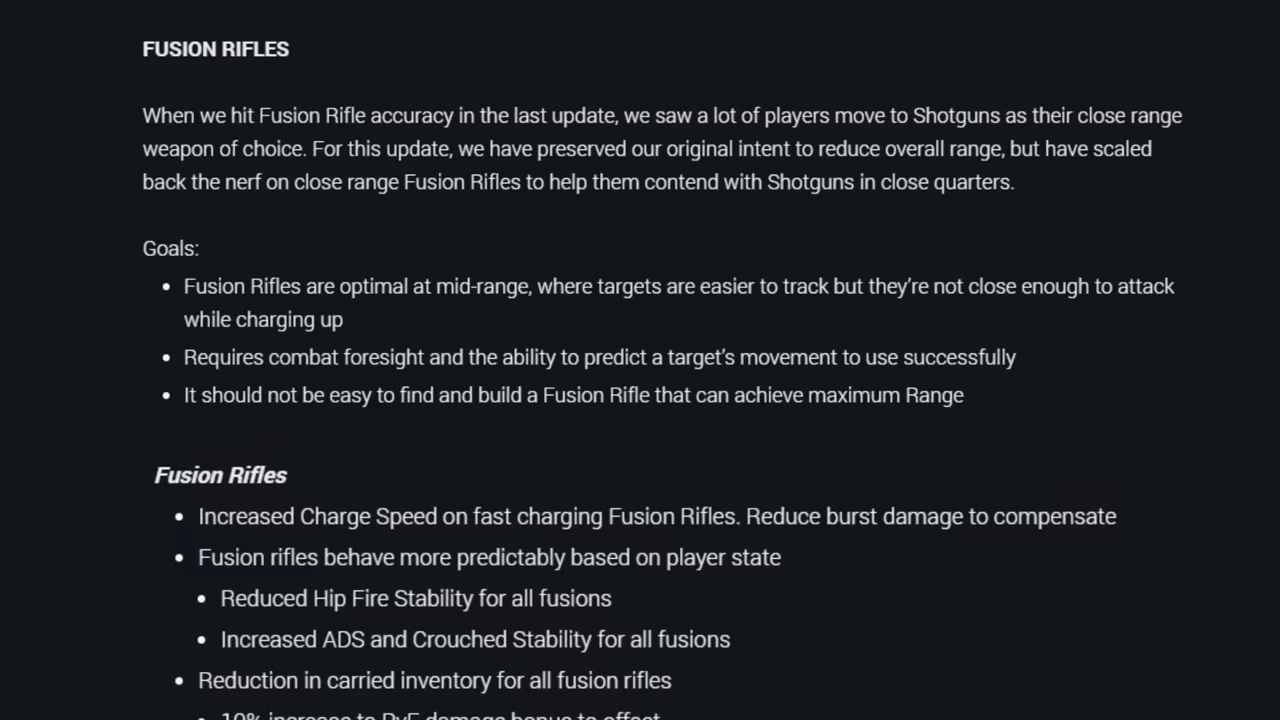 FUSION RIFLES
When we hit Fusion Rifle accuracy in the last update, we saw a lot of players move to Shotguns as their close range
weapon of choice. For this update, we have preserved our original intent to reduce overall range, but have scaled
back the nerf on close range Fusion Rifles to help them contend with Shotguns in close quarters.
Goals:
• Fusion Rifles are optimal at mid-range, where targets are easier to track but they're not close enough to attack
while charging up
• Requires combat foresight and the ability to predict a target's movement to use successfully
• It should not be easy to find and build a Fusion Rifle that can achieve maximum Range
Fusion Rifles
• Increased Charge Speed on fast charging Fusion Rifles. Reduce burst damage to compensate
• Fusion rifles behave more predictably based on player state
• Reduced Hip Fire Stability for all fusions
• Increased ADS and Crouched Stability for all fusions
• Reduction in carried inventory for all fusion rifles
• 10% increase to PvE damage bonus to offset